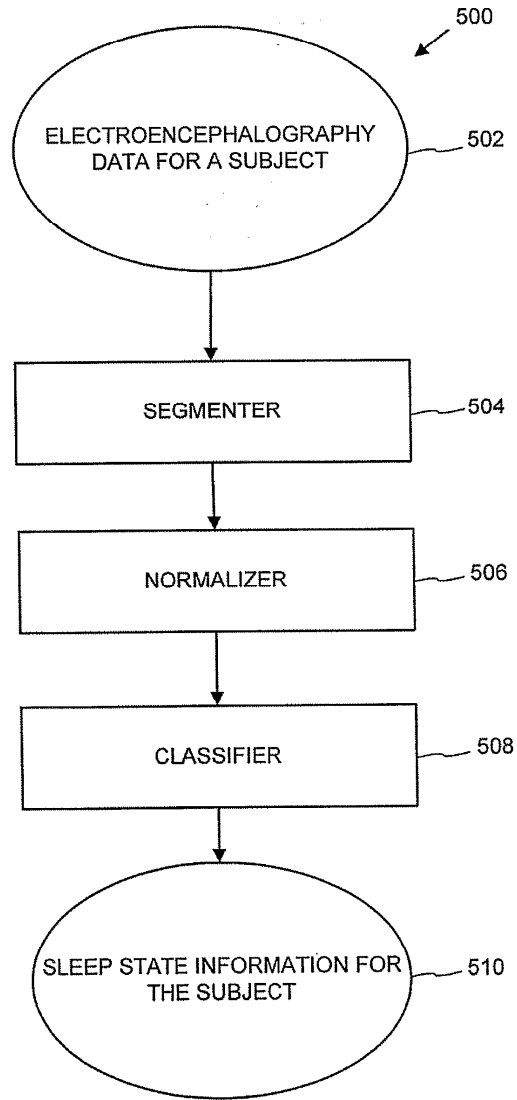 500
ELECTROENCEPHALOGRAPHY
DATA FOR A SUBJECT
502
SEGMENTER
504
NORMALIZER
506
CLASSIFIER
508
SLEEP STATE INFORMATION FOR
THE SUBJECT
510